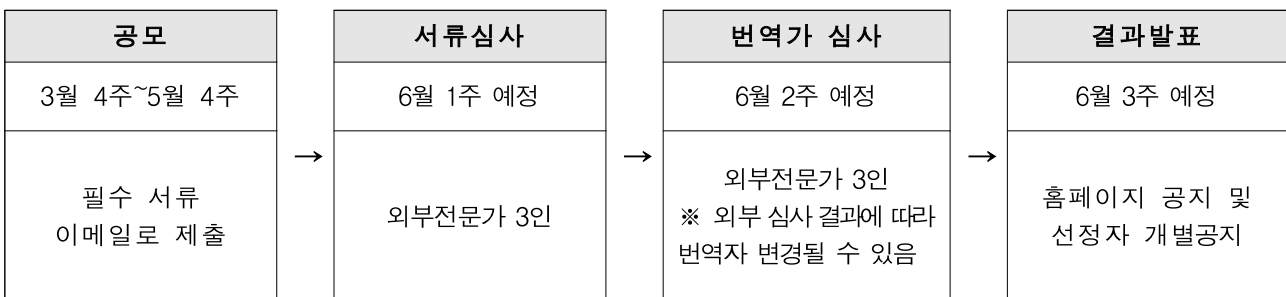 공모
3월 4주~5월 4주
필수 서류
이메일로 제출
→
서류심사
6월 1주 예정
외부전문가 3인
→
번역가 심사
6월 2주 예정
외부전문가 3인
※ 외부 심사 결과에 따라
번역자 변경될 수 있음
→
결과발표
6월 3주 예정
홈페이지 공지 및
선정자 개별공지